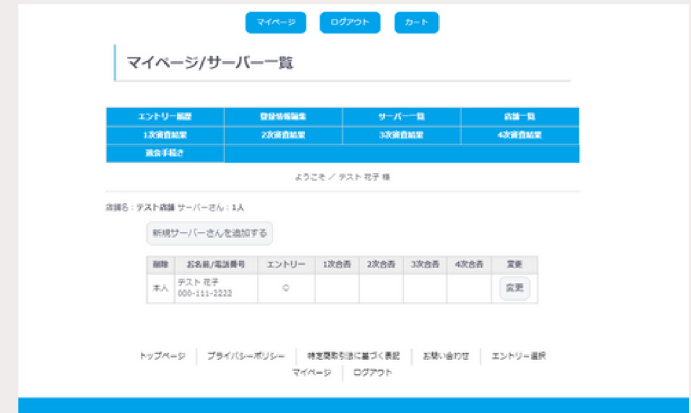 マイページ ログアウト カート
マイページ/サーバー一覧
エントリー履歴 登録情報編集 サーバー一覧 店舗一覧
1次審査結果 2次審査結果 3次審査結果 4次審査結果
退会手続き
ようこそ ／ テスト 花子 様
店舗名：テスト店舗 サーバーさん：1人
新規サーバーさんを追加する
削除 お名前/電話番号 エントリー 1次合否 2次合否 3次合否 4次合否 変更
本人 テスト 花子 ○ 変更
000-111-2222
トップページ プライバシーポリシー 特定商取引法に基づく表記 お問い合わせ エントリー選択
マイページ ログアウト